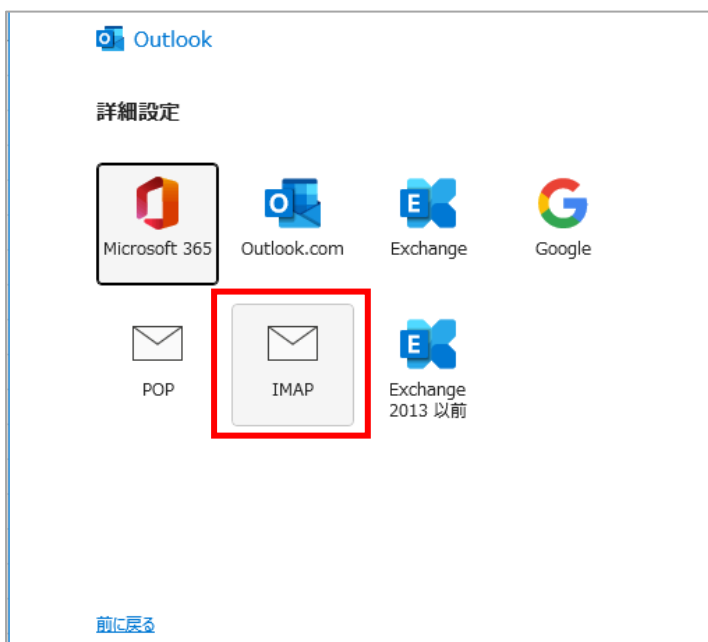 Outlook
詳細設定
Microsoft 365
Outlook.com
Exchange
Google
POP
IMAP
Exchange
2013 以前
前に戻る